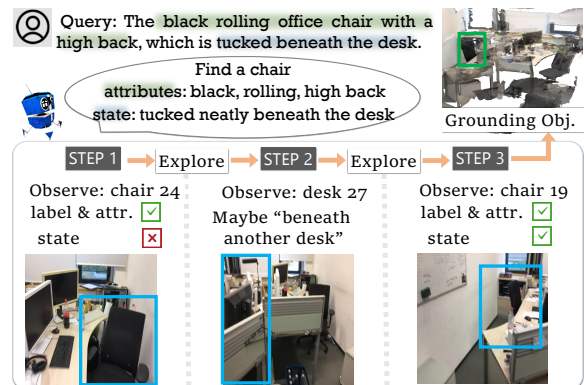 Query: The black rolling office chair with a
high back, which is tucked beneath the desk.
Find a chair
attributes: black, rolling, high back
state: tucked neatly beneath the desk
Grounding Obj.
STEP 1
Explore
STEP 2
Explore
STEP 3
Observe: chair 24
label & attr.
state
Observe: desk 27
Maybe “beneath
another desk”
Observe: chair 19
label & attr.
state